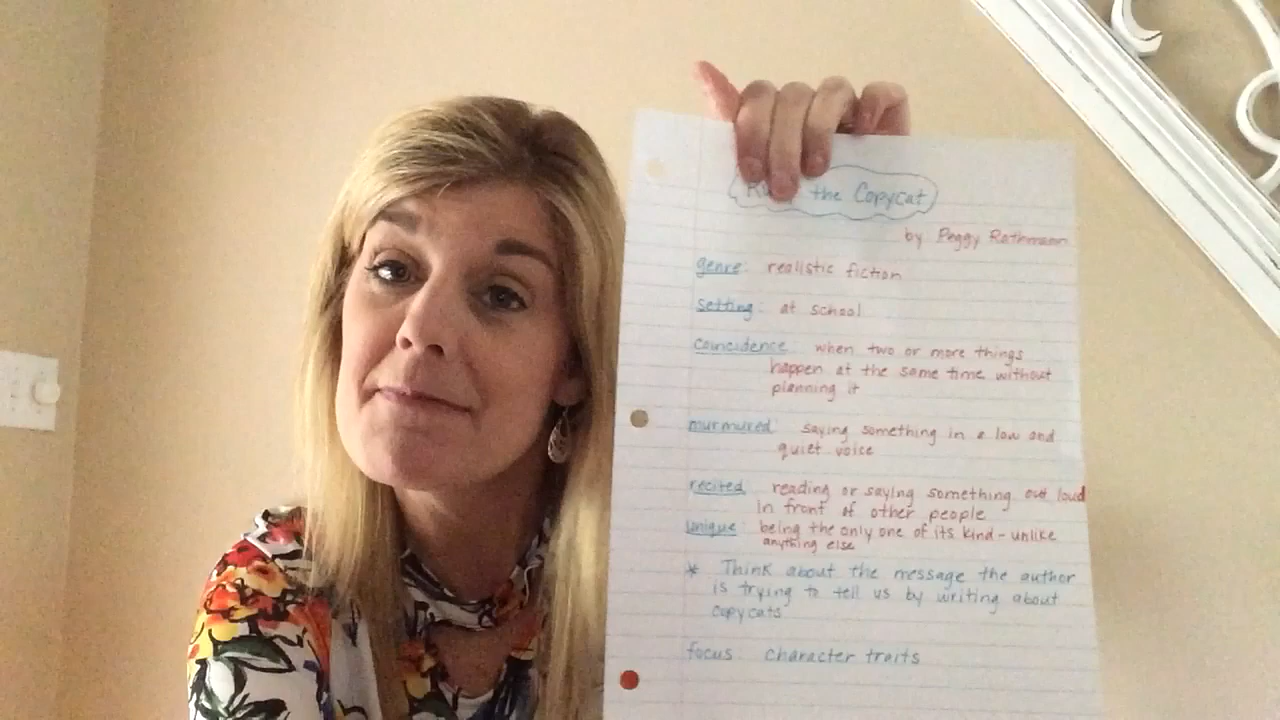 the Copycat
by Peggy Rathmann
genre: realistic fiction
setting: at school
coincidence: when two or more things
happen at the same time without
planning it
murmured: saying something in a low and
quiet voice
recited: reading or saying something out loud
in front of other people
unique: being the only one of its kind - unlike
anything else
* Think about the message the author
is trying to tell us by writing about
copycats.
focus: character traits